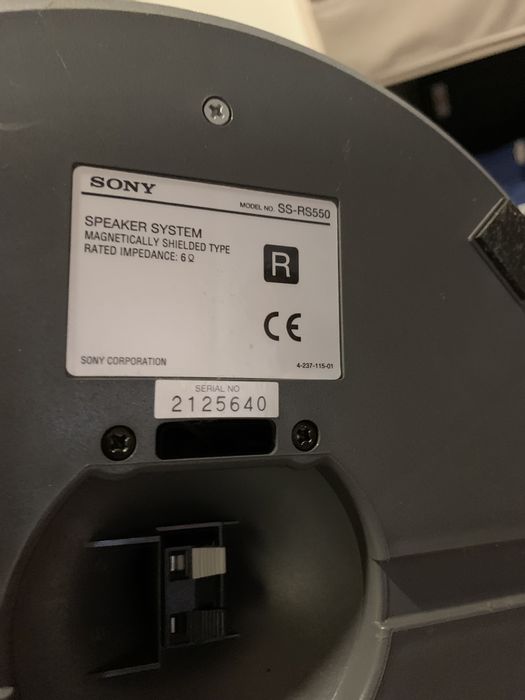 SONY
MODEL NO. SS-RS550
SPEAKER SYSTEM
MAGNETICALLY SHIELDED TYPE
RATED IMPEDANCE: 6 Ω
R
CE
SONY CORPORATION
4-237-115-01
SERIAL NO
2125640